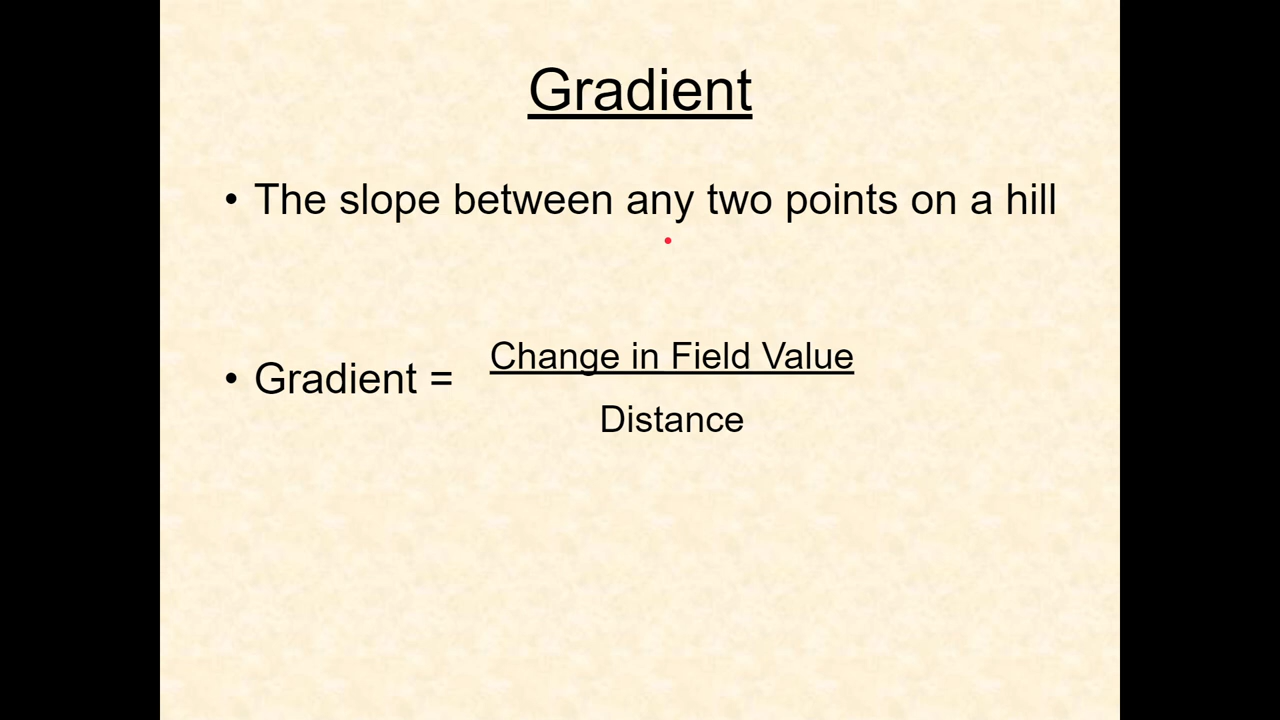 Gradient
• The slope between any two points on a hill
• Gradient =
Change in Field Value
Distance